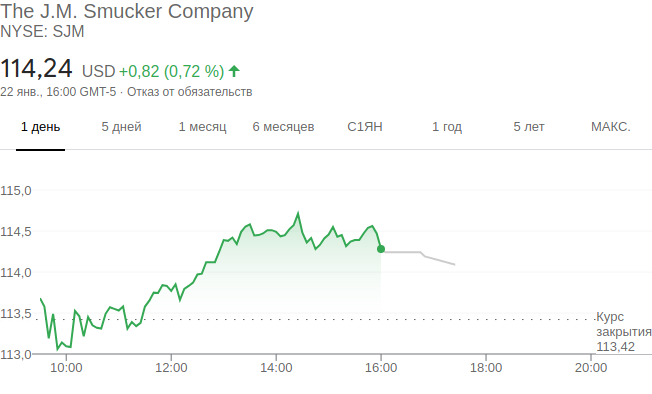 The J.M. Smucker Company
NYSE: SJM
114,24 USD +0,82 (0,72 %)
22 янв., 16:00 GMT-5 · Отказ от обязательств
1 день 5 дней 1 месяц 6 месяцев С1ЯН 1 год 5 лет МАКС.
115,0
114,5
114,0
113,5
113,0
Курс
закрытия
113,42
10:00 12:00 14:00 16:00 18:00 20:00